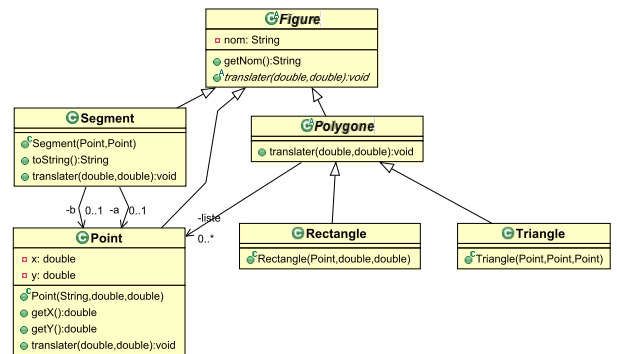 Figure
nom: String
getNom():String
translater(double,double):void
Segment
Segment(Point,Point)
toString():String
translater(double,double):void
Polygone
translater(double,double):void
-b 0..1 -a 0..1
-liste
0..*
Point
x: double
y: double
Point(String,double,double)
getX():double
getY():double
translater(double,double):void
Rectangle
Rectangle(Point,double,double)
Triangle
Triangle(Point,Point,Point)